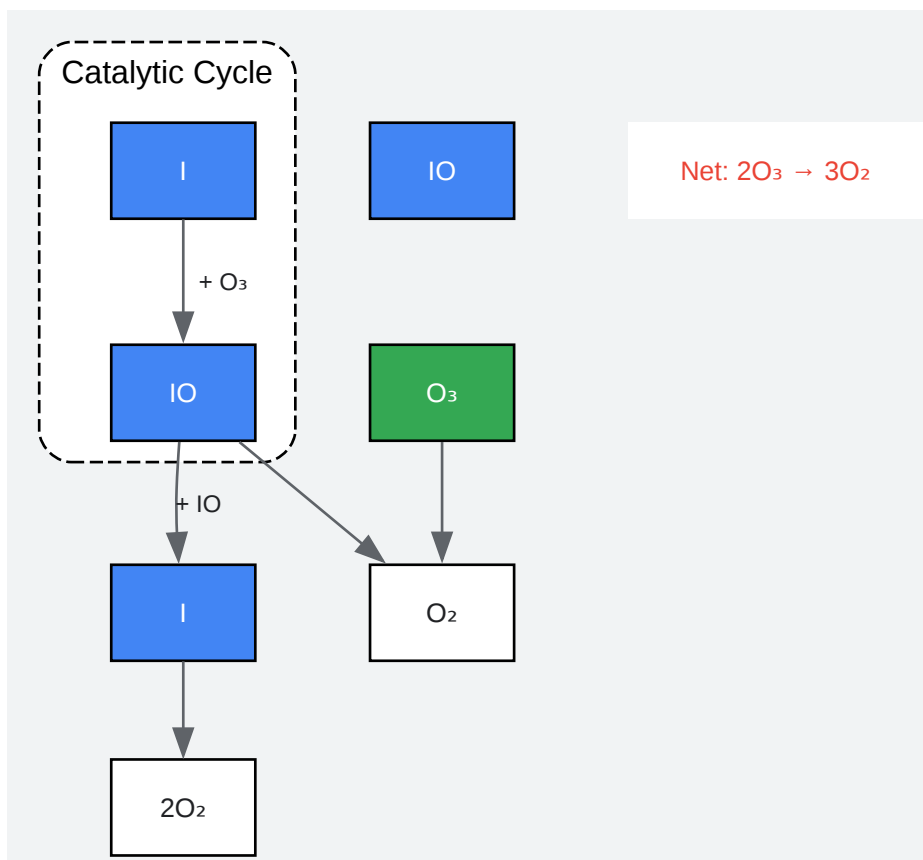 Catalytic Cycle
I
IO
Net: 2O₃ → 3O₂
+ O₃
IO
O₃
+ IO
I
O₂
2O₂